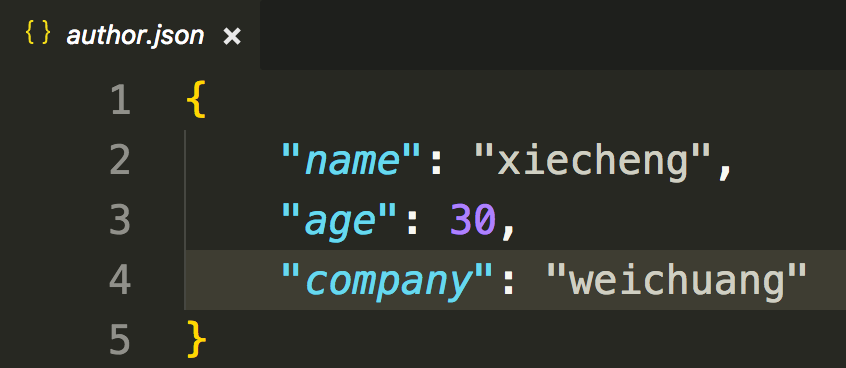 { } author.json ×
1 {
2 "name": "xiecheng",
3 "age": 30,
4 "company": "weichuang"
5 }